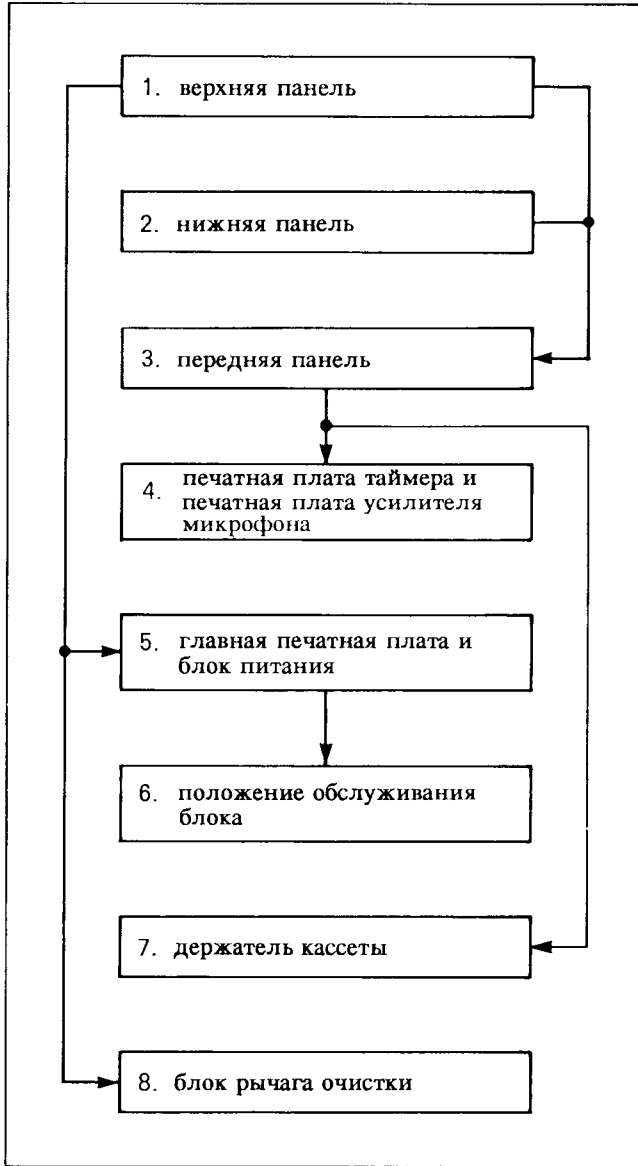 1. верхняя панель
2. нижняя панель
3. передняя панель
4. печатная плата таймера и
печатная плата усилителя
микрофона
5. главная печатная плата и
блок питания
6. положение обслуживания
блока
7. держатель кассеты
8. блок рычага очистки